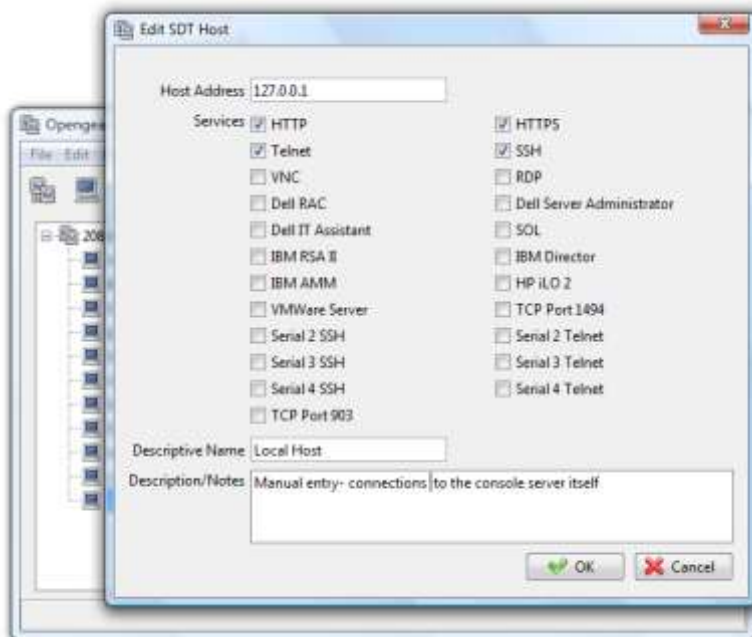 Edit SDT Host
Host Address 127.0.0.1
Services HTTP HTTPS
Telnet SSH
VNC RDP
Dell RAC Dell Server Administrator
Dell IT Assistant SOL
IBM RSA II IBM Director
IBM AMM HP iLO 2
VMWare Server TCP Port 1494
Serial 2 SSH Serial 2 Telnet
Serial 3 SSH Serial 3 Telnet
Serial 4 SSH Serial 4 Telnet
TCP Port 903
Descriptive Name Local Host
Description/Notes Manual entry- connections to the console server itself
OK Cancel
Opengea
File Edit
208